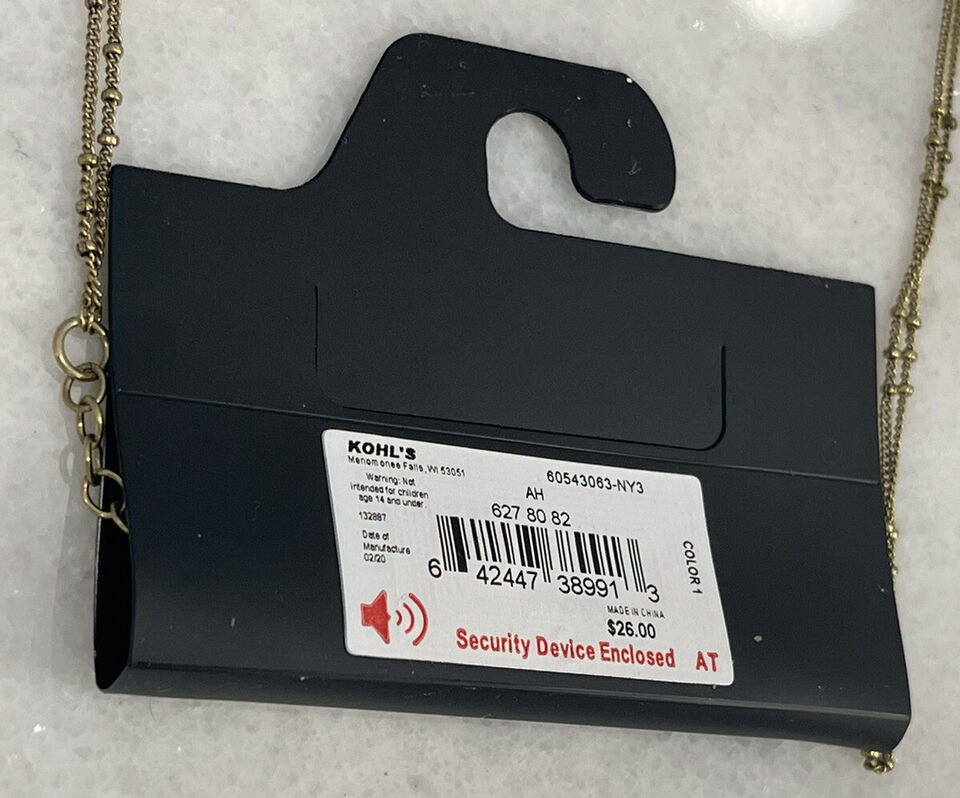 KOHL'S
Menomonee Falls, WI 53051
60543063-NY3
Warning: Not
intended for children
age 14 and under
AH
627 80 82
132887
Date of
Manufacture
02/20
COLOR 1
6 42447 38991 3
MADE IN CHINA
$26.00
Security Device Enclosed AT